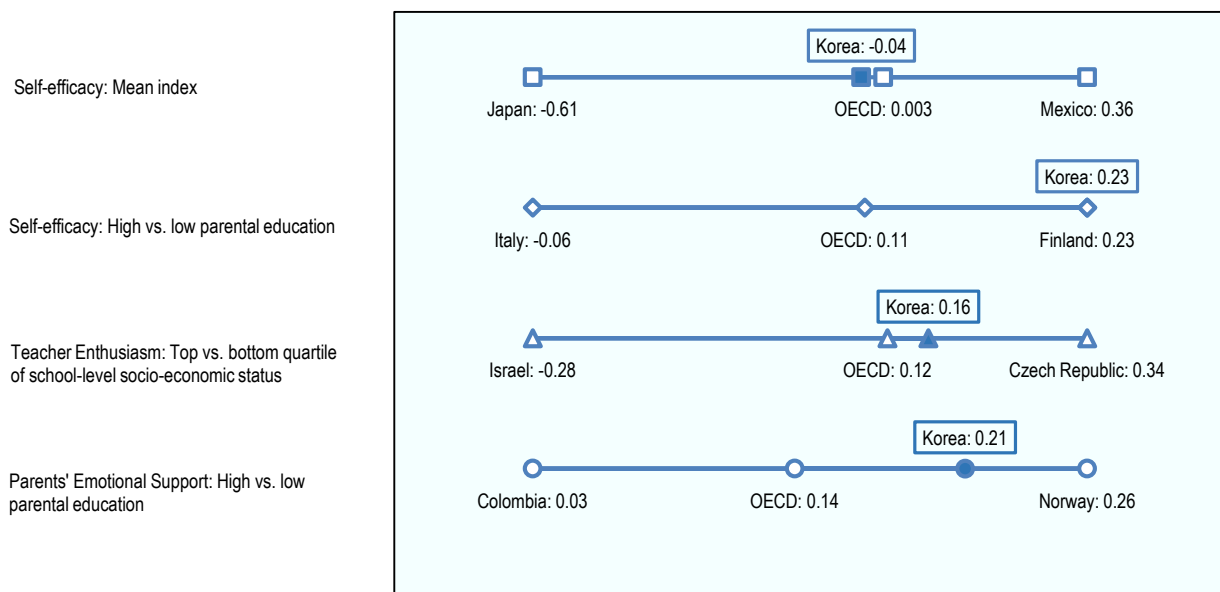 Korea: -0.04
Self-efficacy: Mean index
Japan: -0.61
OECD: 0.003
Mexico: 0.36
Korea: 0.23
Self-efficacy: High vs. low parental education
Italy: -0.06
OECD: 0.11
Finland: 0.23
Korea: 0.16
Teacher Enthusiasm: Top vs. bottom quartile
of school-level socio-economic status
Israel: -0.28
OECD: 0.12
Czech Republic: 0.34
Korea: 0.21
Parents' Emotional Support: High vs. low
parental education
Colombia: 0.03
OECD: 0.14
Norway: 0.26